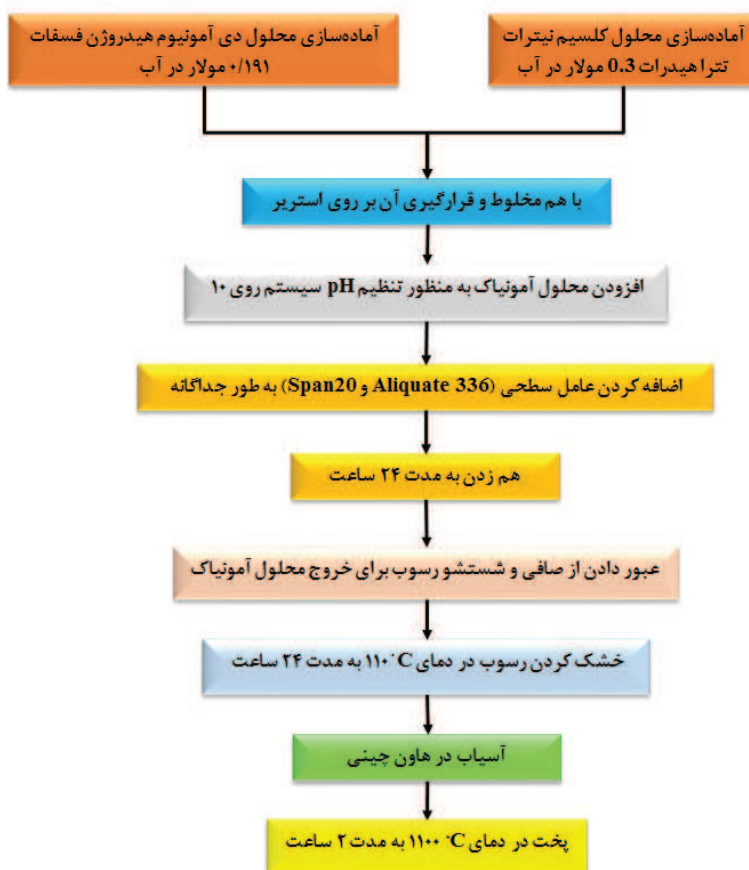 آماده‌سازی محلول کلسیم نیترات
تترا هیدرات 0.3 مولار در آب
آماده‌سازی محلول دی آمونیوم هیدروژن فسفات
۰/۱۹۱ مولار در آب
با هم مخلوط و قرارگیری آن بر روی استریر
افزودن محلول آمونیاک به منظور تنظیم pH سیستم روی ۱۰
اضافه کردن عامل سطحی (Aliquate 336 و Span20) به طور جداگانه
هم زدن به مدت ۲۴ ساعت
عبور دادن از صافی و شستشو رسوب برای خروج محلول آمونیاک
خشک کردن رسوب در دمای ۱۱۰°C به مدت ۲۴ ساعت
آسیاب در هاون چینی
پخت در دمای ۱۱۰۰ °C به مدت ۲ ساعت